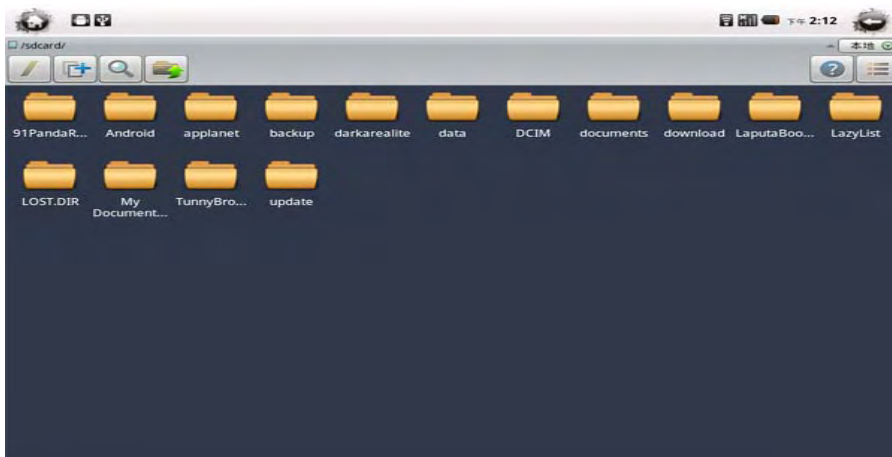 下午 2:12
/sdcard/
本地
91PandaR...
Android
applanet
backup
darkarealite
data
DCIM
documents
download
LaputaBoo...
LazyList
LOST.DIR
My
Document...
TunnyBro...
update